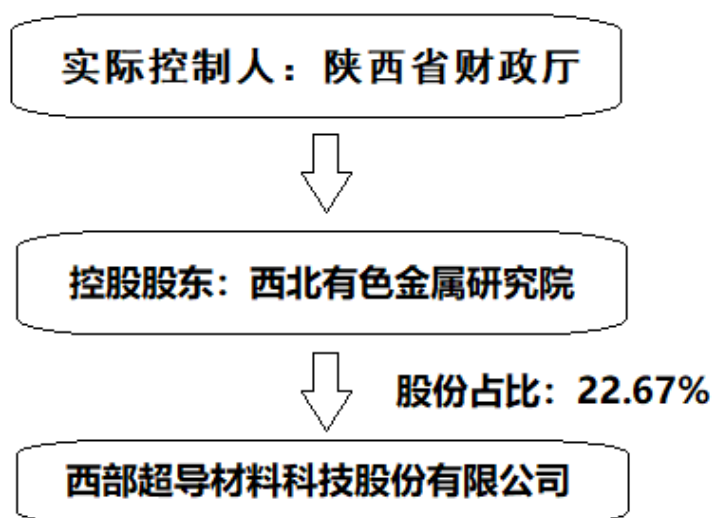 实际控制人：陕西省财政厅
控股股东：西北有色金属研究院
股份占比：22.67%
西部超导材料科技股份有限公司